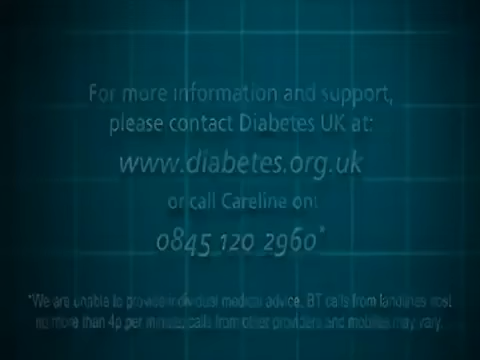 For more information and support,
please contact Diabetes UK at:
www.diabetes.org.uk
or call Careline on:
0845 120 2960*
*We are unable to provide individual medical advice. BT calls from landlines cost
no more than 4p per minute, calls from other providers and mobiles may vary.